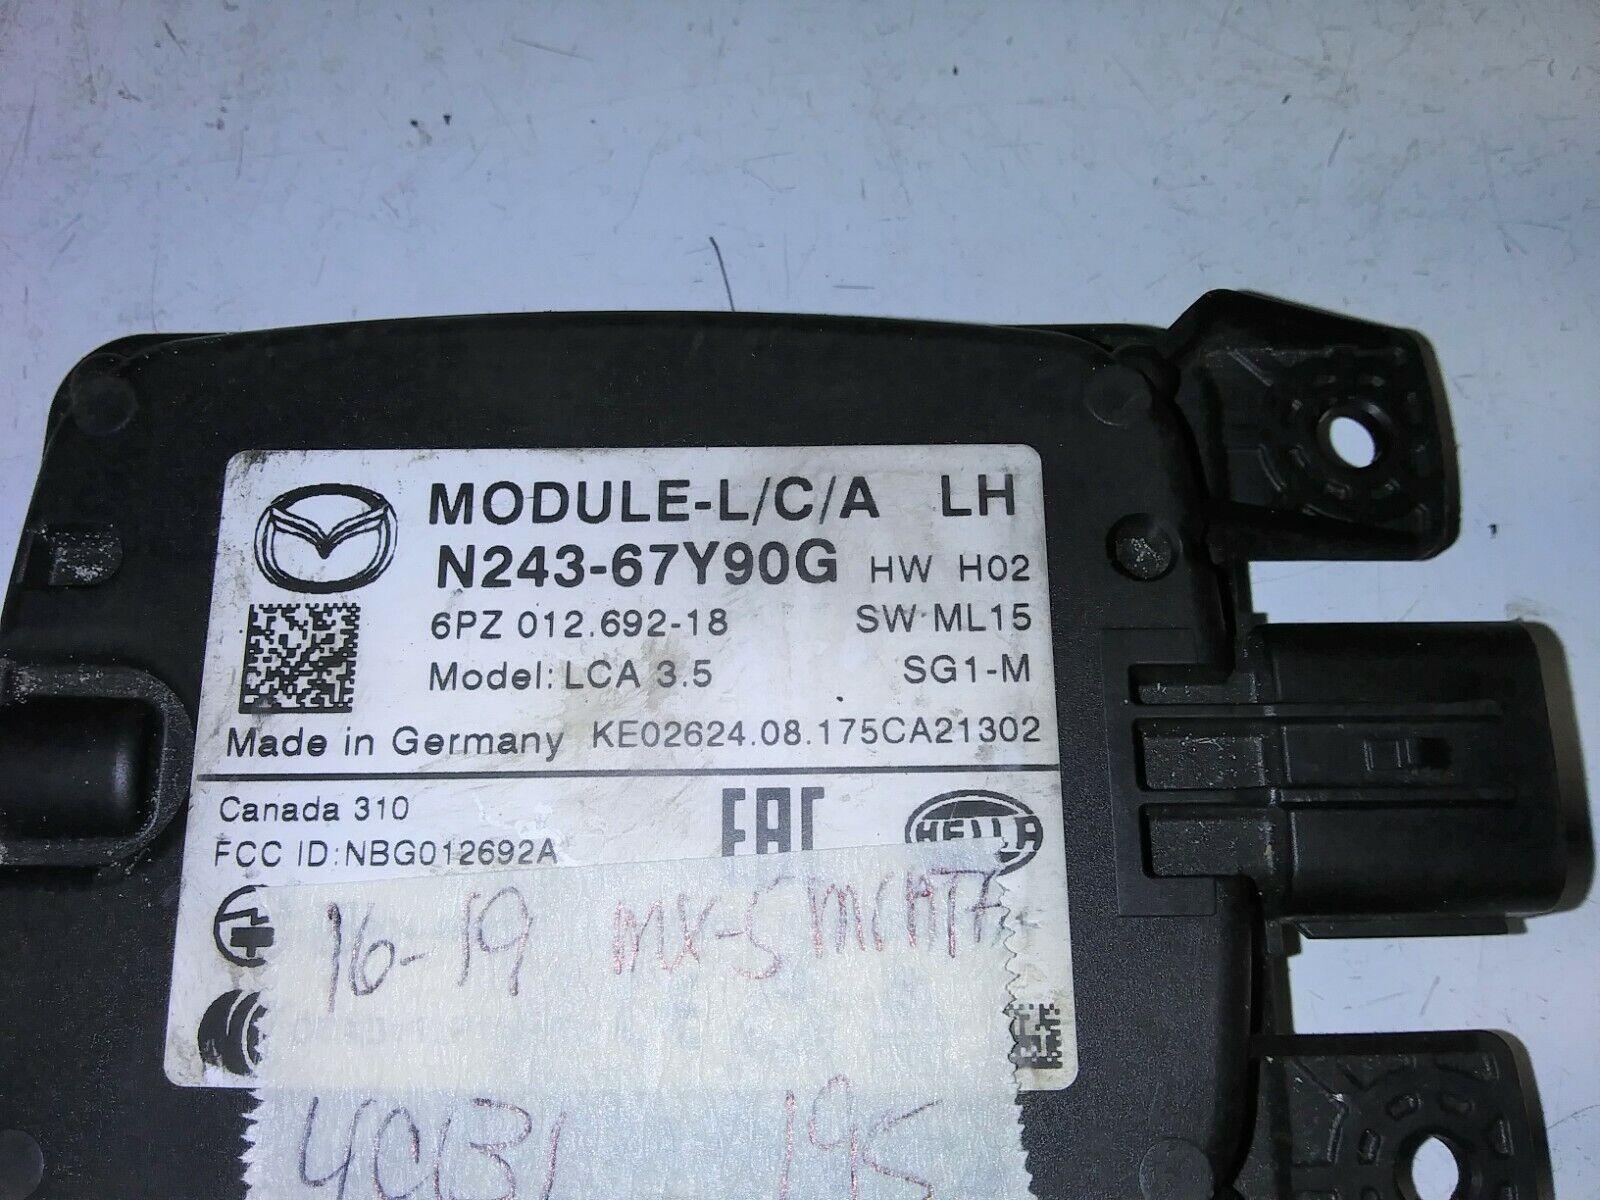 MODULE-L/C/A LH
N243-67Y90G HW H02
6PZ 012.692-18 SW ML15
Model: LCA 3.5 SG1-M
Made in Germany KE02624.08.175CA21302
Canada 310 EAC HELLA
FCC ID: NBG012692A
16-19 MX-5 MIATA
195